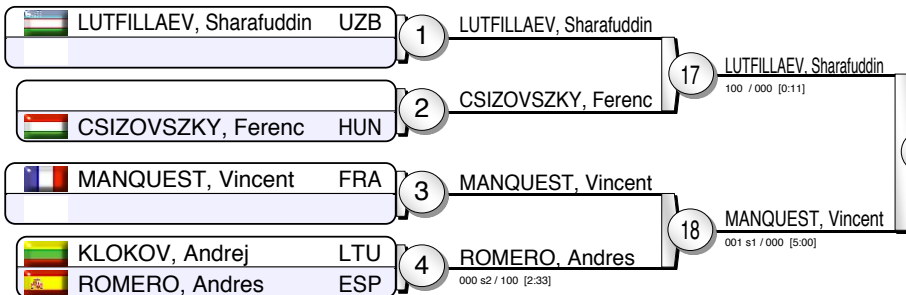 LUTFILLAEV, Sharafuddin UZB
1
LUTFILLAEV, Sharafuddin
17
LUTFILLAEV, Sharafuddin
100 / 000 [0:11]
2
CSIZOVSZKY, Ferenc
CSIZOVSZKY, Ferenc HUN
MANQUEST, Vincent FRA
3
MANQUEST, Vincent
18
MANQUEST, Vincent
001 s1 / 000 [5:00]
KLOKOV, Andrej LTU
4
ROMERO, Andres
000 s2 / 100 [2:33]
ROMERO, Andres ESP